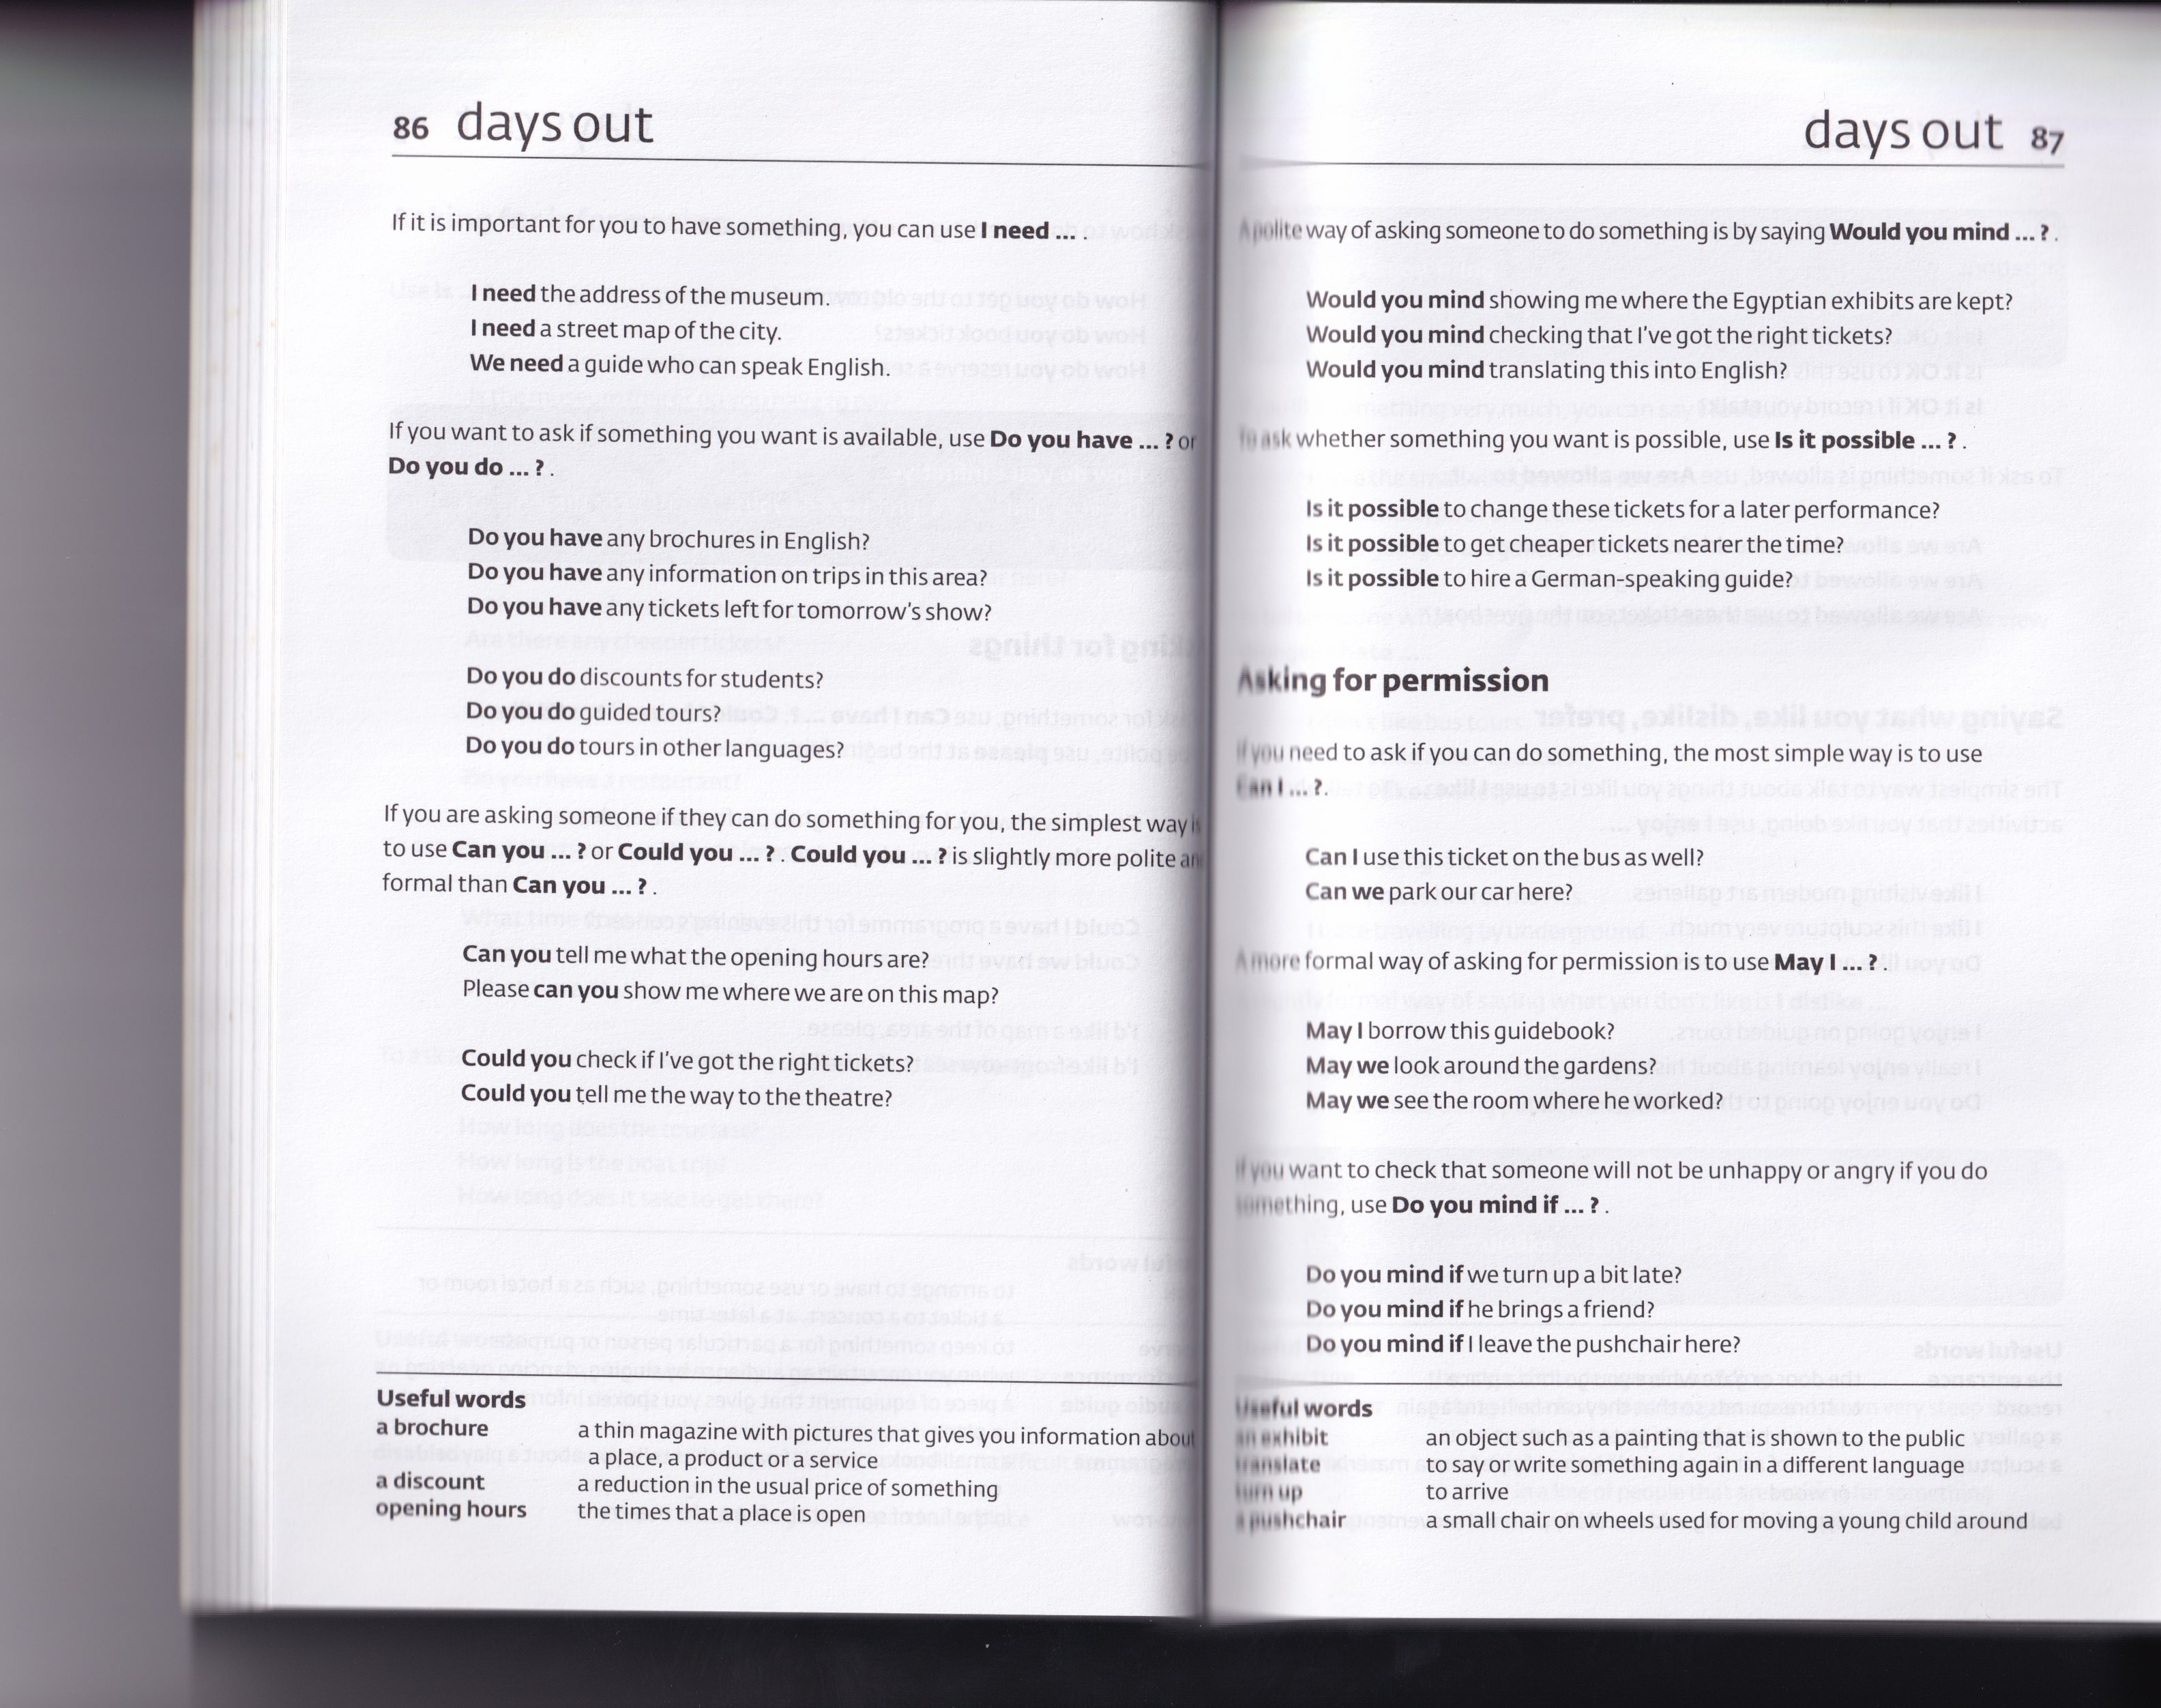 86 days out
If it is important for you to have something, you can use I need ... .
I need the address of the museum.
I need a street map of the city.
We need a guide who can speak English.
If you want to ask if something you want is available, use Do you have ... ? or
Do you do ... ? .
Do you have any brochures in English?
Do you have any information on trips in this area?
Do you have any tickets left for tomorrow's show?
Do you do discounts for students?
Do you do guided tours?
Do you do tours in other languages?
If you are asking someone if they can do something for you, the simplest way is
to use Can you ... ? or Could you ... ? . Could you ... ? is slightly more polite and
formal than Can you ... ? .
Can you tell me what the opening hours are?
Please can you show me where we are on this map?
Could you check if I've got the right tickets?
Could you tell me the way to the theatre?
Useful words
a brochure a thin magazine with pictures that gives you information about
a place, a product or a service
a discount a reduction in the usual price of something
opening hours the times that a place is open
days out 87
A polite way of asking someone to do something is by saying Would you mind ... ? .
Would you mind showing me where the Egyptian exhibits are kept?
Would you mind checking that I've got the right tickets?
Would you mind translating this into English?
To ask whether something you want is possible, use Is it possible ... ? .
Is it possible to change these tickets for a later performance?
Is it possible to get cheaper tickets nearer the time?
Is it possible to hire a German-speaking guide?
Asking for permission
If you need to ask if you can do something, the most simple way is to use
Can I ... ?.
Can I use this ticket on the bus as well?
Can we park our car here?
A more formal way of asking for permission is to use May I ... ? .
May I borrow this guidebook?
May we look around the gardens?
May we see the room where he worked?
If you want to check that someone will not be unhappy or angry if you do
something, use Do you mind if ... ? .
Do you mind if we turn up a bit late?
Do you mind if he brings a friend?
Do you mind if I leave the pushchair here?
Useful words
an exhibit an object such as a painting that is shown to the public
translate to say or write something again in a different language
turn up to arrive
a pushchair a small chair on wheels used for moving a young child around